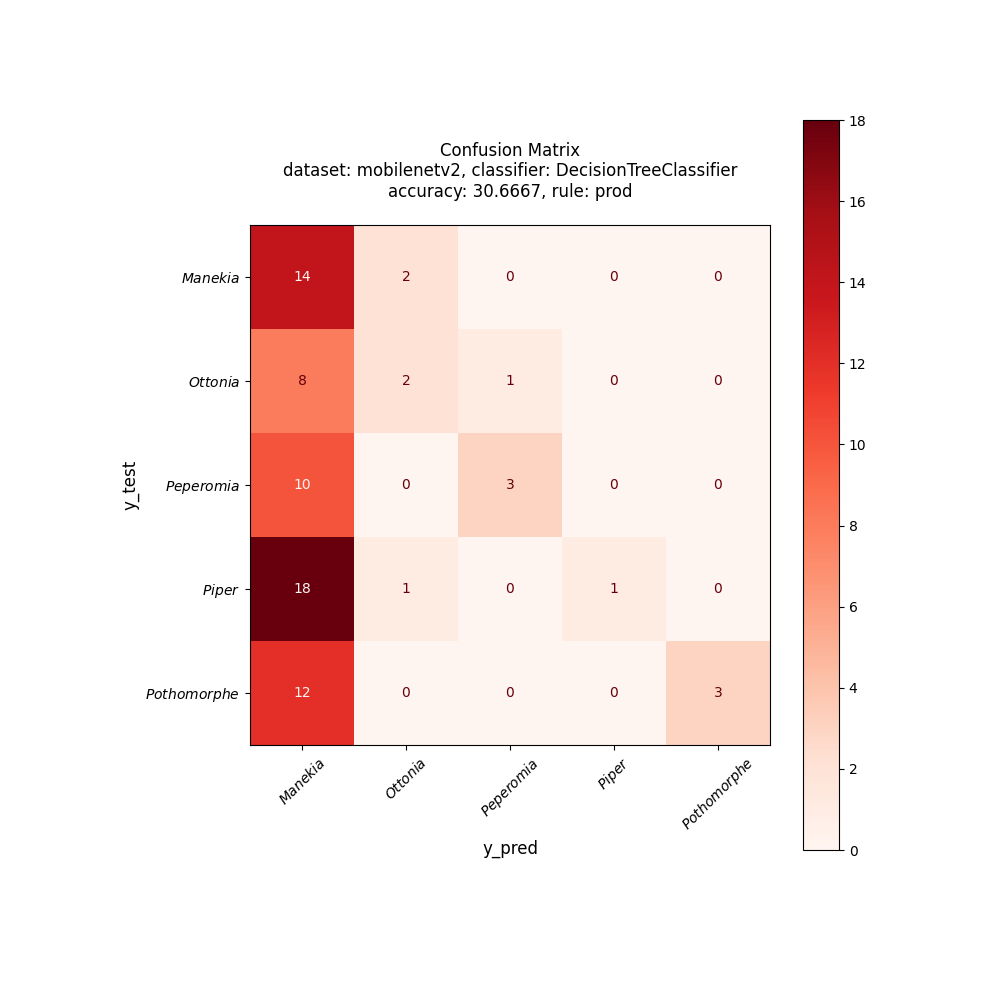 Confusion Matrix
dataset: mobilenetv2, classifier: DecisionTreeClassifier
accuracy: 30.6667, rule: prod
Manekia 14 2 0 0 0
Ottonia 8 2 1 0 0
Peperomia 10 0 3 0 0
Piper 18 1 0 1 0
Pothomorphe 12 0 0 0 3
y_test
Manekia Ottonia Peperomia Piper Pothomorphe
y_pred
18
16
14
12
10
8
6
4
2
0